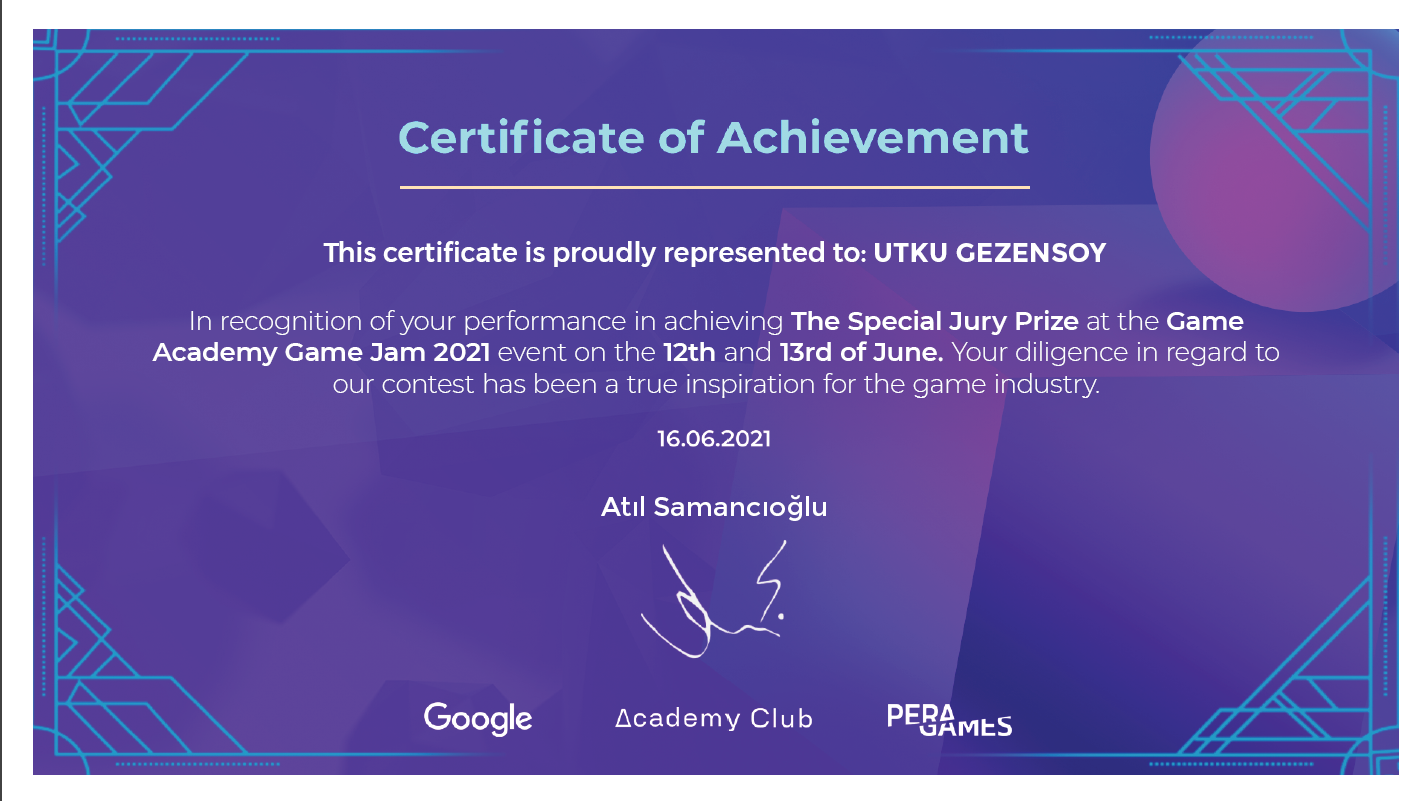 Certificate of Achievement
This certificate is proudly represented to: UTKU GEZENSOY
In recognition of your performance in achieving The Special Jury Prize at the Game
Academy Game Jam 2021 event on the 12th and 13rd of June. Your diligence in regard to
our contest has been a true inspiration for the game industry.
16.06.2021
Atıl Samancıoğlu
Google
Academy Club
PERA
GAMES